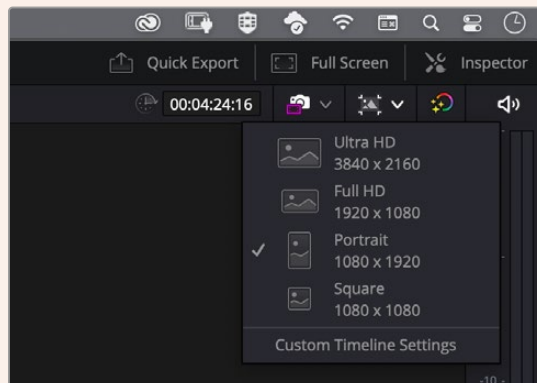 Quick Export
Full Screen
Inspector
00:04:24:16
Ultra HD
3840 x 2160
Full HD
1920 x 1080
Portrait
1080 x 1920
Square
1080 x 1080
Custom Timeline Settings
-10